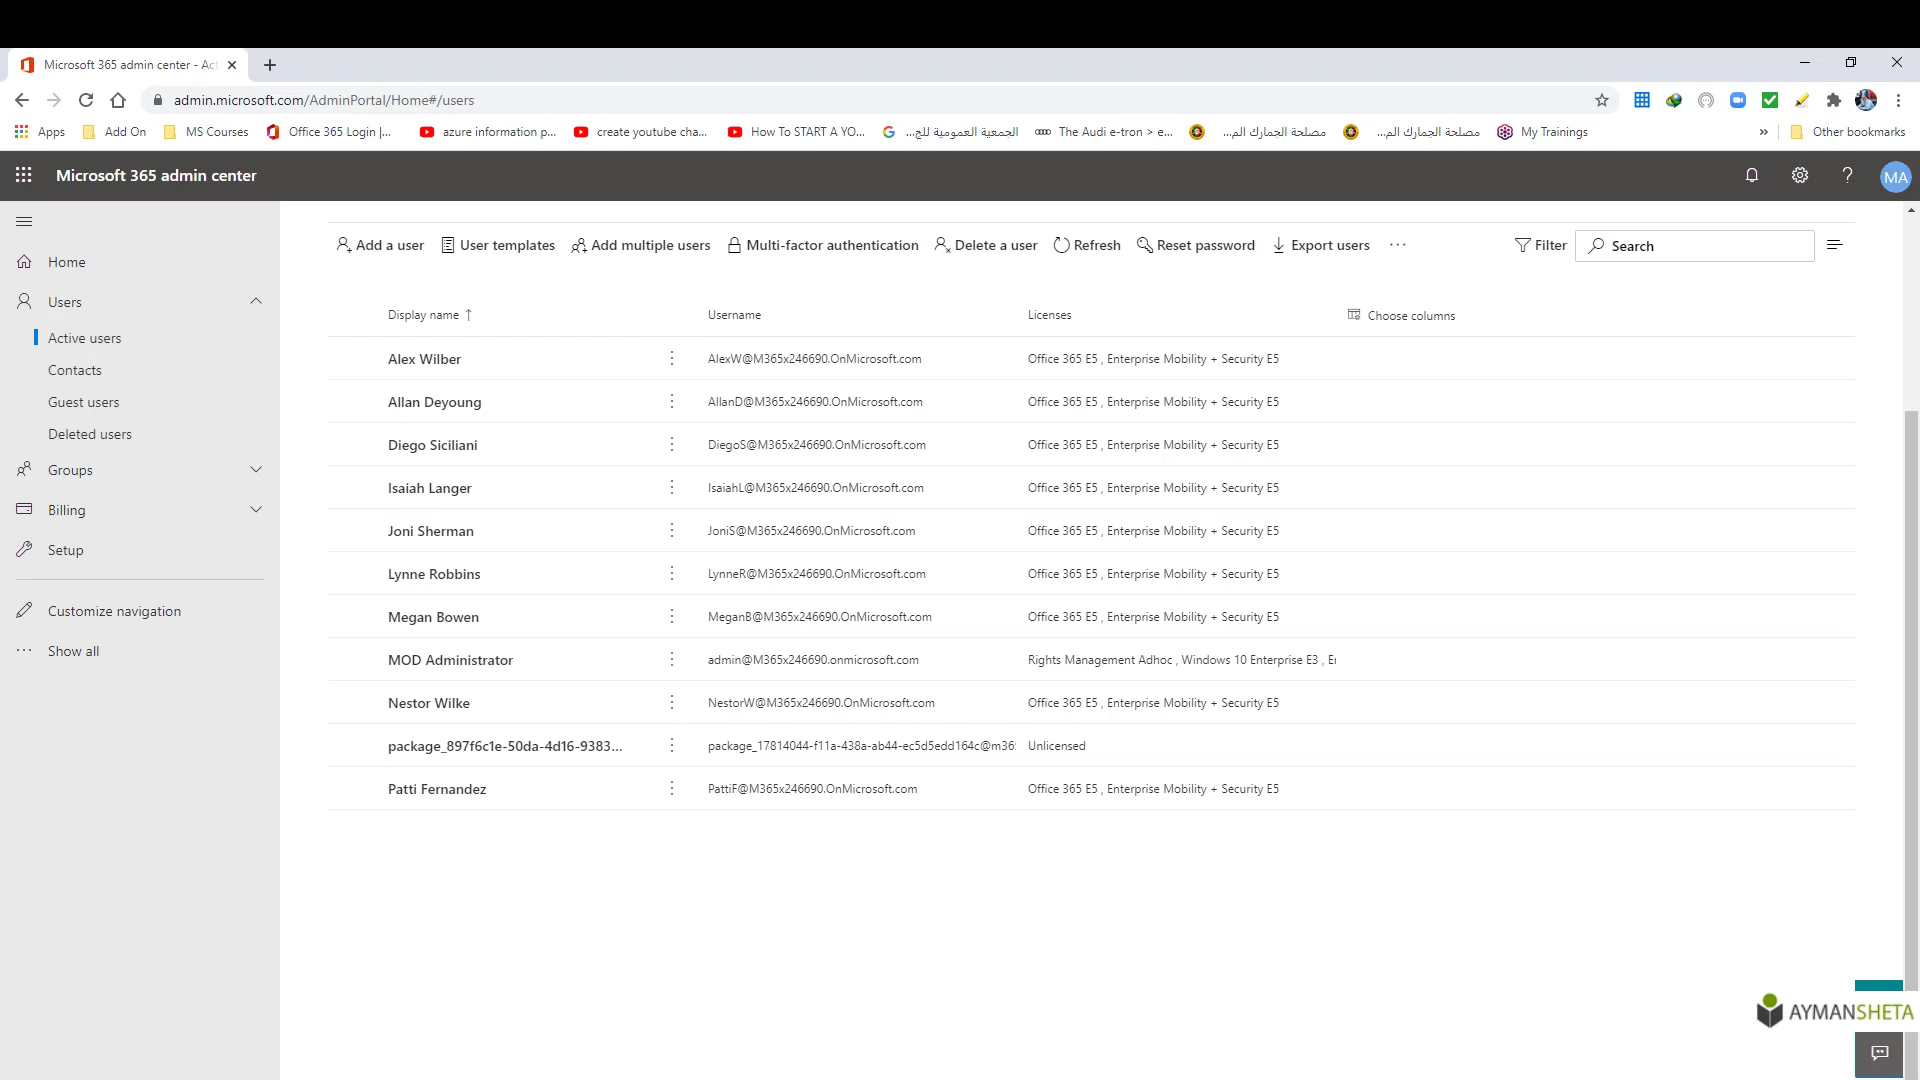 Microsoft 365 admin center - Act
admin.microsoft.com/AdminPortal/Home#/users
Apps
Add On
MS Courses
Office 365 Login |...
azure information p...
create youtube cha...
How To START A YO...
الجمعية العمومية للج...
The Audi e-tron > e...
مصلحة الجمارك الم...
مصلحة الجمارك الم...
My Trainings
»
Other bookmarks
Microsoft 365 admin center
MA
Home
Users
Active users
Contacts
Guest users
Deleted users
Groups
Billing
Setup
Customize navigation
Show all
Add a user
User templates
Add multiple users
Multi-factor authentication
Delete a user
Refresh
Reset password
Export users
Filter
Search
Display name ↑ Username Licenses Choose columns
Alex Wilber AlexW@M365x246690.OnMicrosoft.com Office 365 E5 , Enterprise Mobility + Security E5
Allan Deyoung AllanD@M365x246690.OnMicrosoft.com Office 365 E5 , Enterprise Mobility + Security E5
Diego Siciliani DiegoS@M365x246690.OnMicrosoft.com Office 365 E5 , Enterprise Mobility + Security E5
Isaiah Langer IsaiahL@M365x246690.OnMicrosoft.com Office 365 E5 , Enterprise Mobility + Security E5
Joni Sherman JoniS@M365x246690.OnMicrosoft.com Office 365 E5 , Enterprise Mobility + Security E5
Lynne Robbins LynneR@M365x246690.OnMicrosoft.com Office 365 E5 , Enterprise Mobility + Security E5
Megan Bowen MeganB@M365x246690.OnMicrosoft.com Office 365 E5 , Enterprise Mobility + Security E5
MOD Administrator admin@M365x246690.onmicrosoft.com Rights Management Adhoc , Windows 10 Enterprise E3 , Er
Nestor Wilke NestorW@M365x246690.OnMicrosoft.com Office 365 E5 , Enterprise Mobility + Security E5
package_897f6c1e-50da-4d16-9383... package_17814044-f11a-438a-ab44-ec5d5edd164c@m365 Unlicensed
Patti Fernandez PattiF@M365x246690.OnMicrosoft.com Office 365 E5 , Enterprise Mobility + Security E5
AYMANSHETA